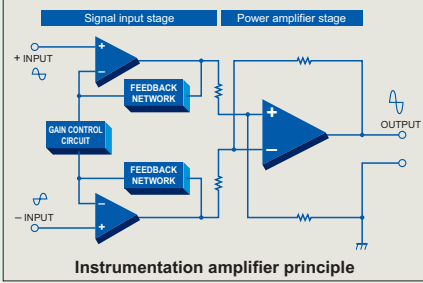 Signal input stage
Power amplifier stage
+
+ INPUT
–
FEEDBACK
NETWORK
GAIN CONTROL
CIRCUIT
+
–
OUTPUT
FEEDBACK
NETWORK
–
– INPUT
+
Instrumentation amplifier principle